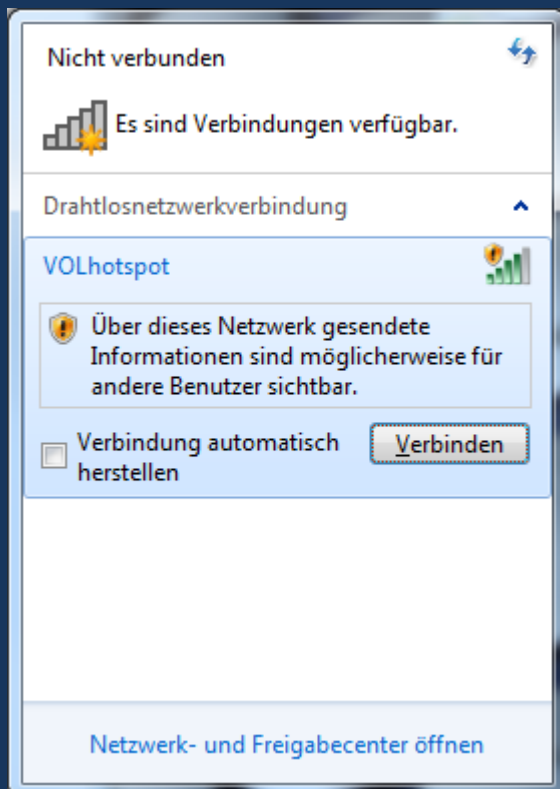 Nicht verbunden
Es sind Verbindungen verfügbar.
Drahtlosnetzwerkverbindung
VOLhotspot
Über dieses Netzwerk gesendete
Informationen sind möglicherweise für
andere Benutzer sichtbar.
Verbindung automatisch
herstellen
Verbinden
Netzwerk- und Freigabecenter öffnen